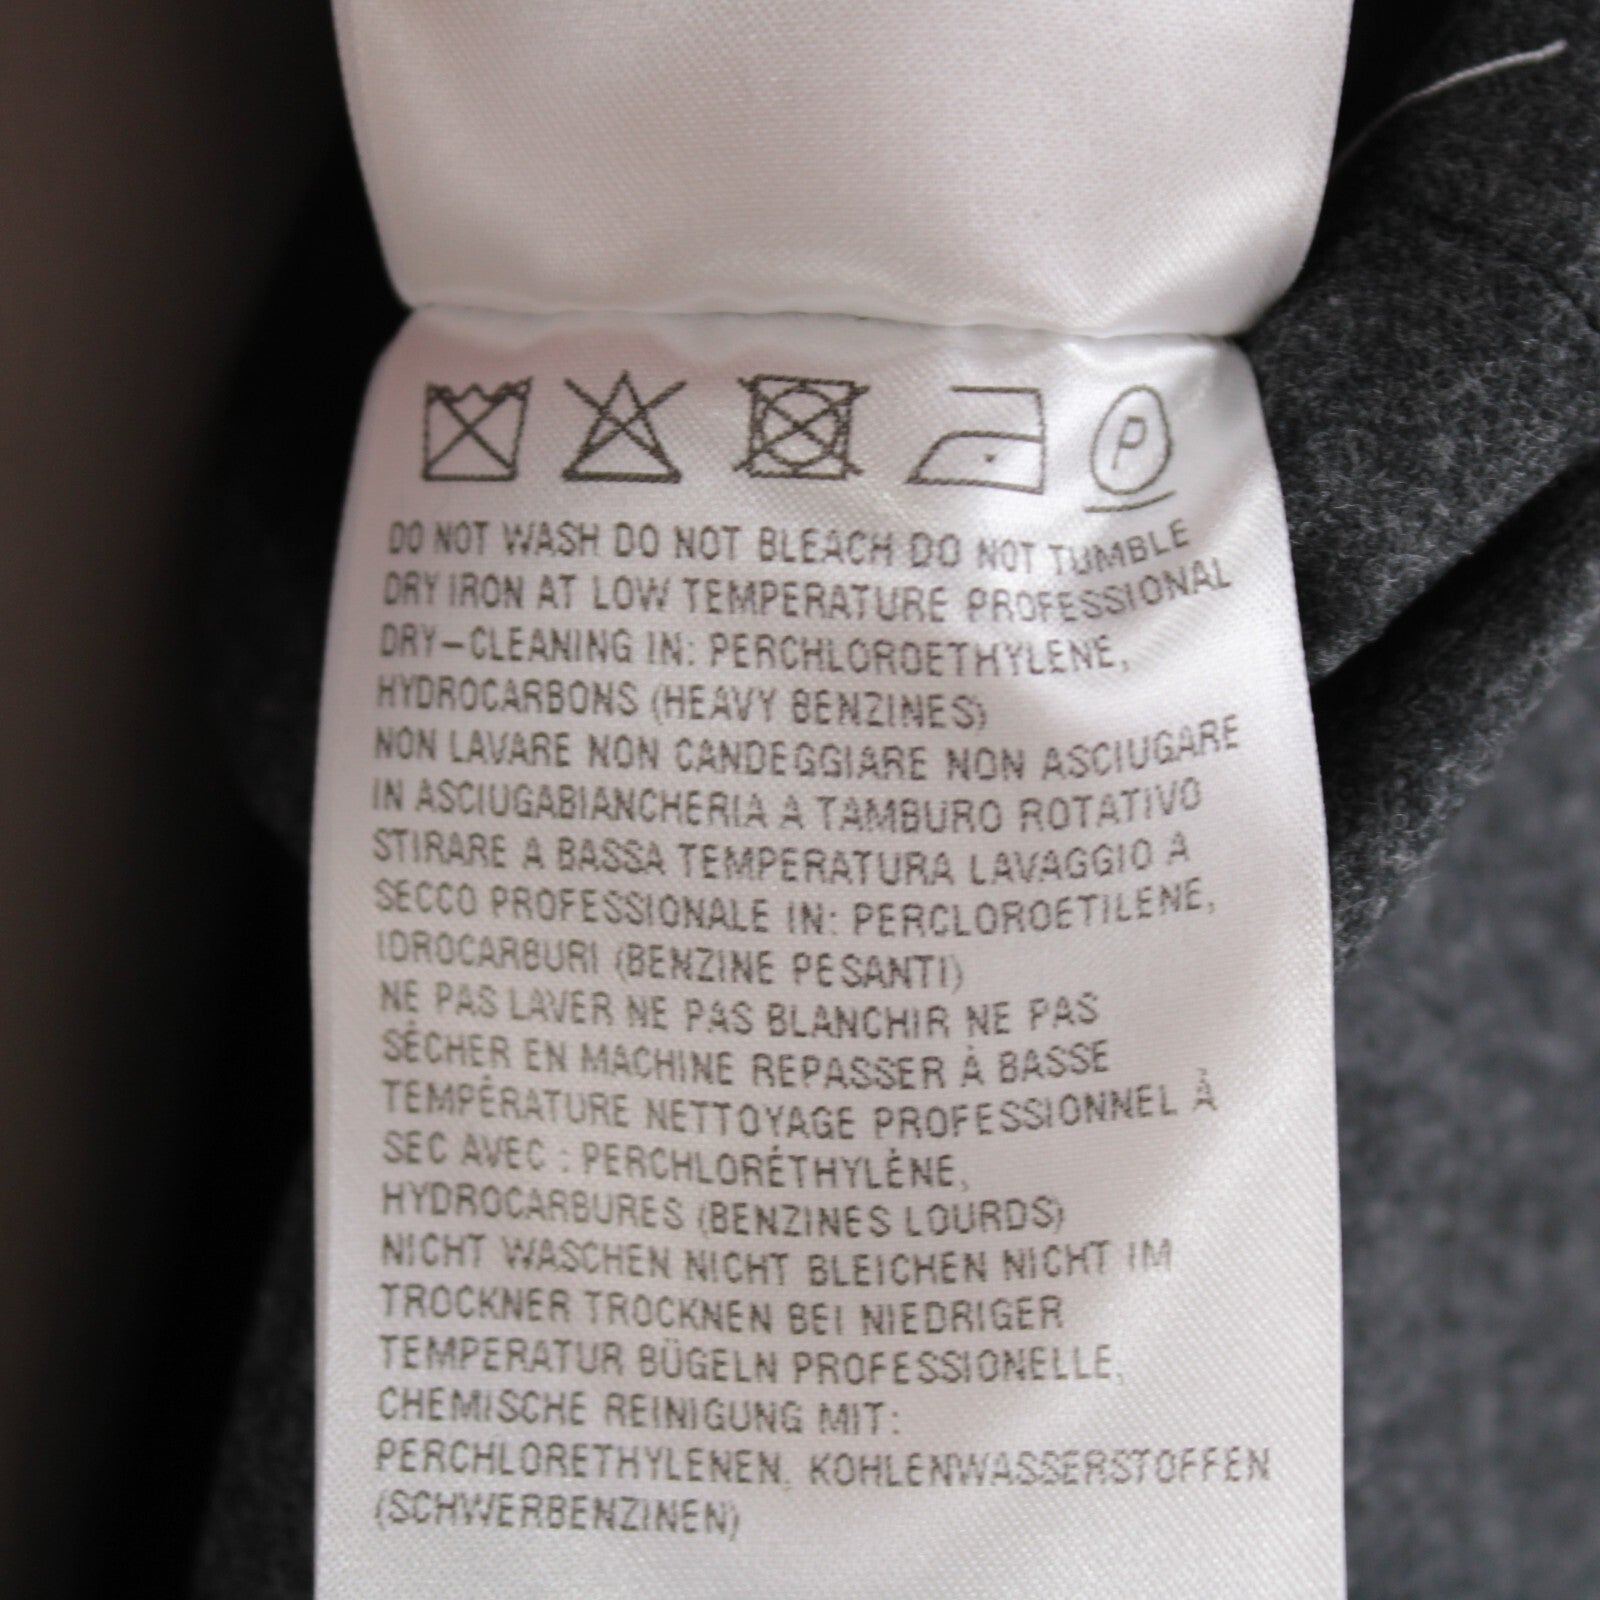 P
DO NOT WASH DO NOT BLEACH DO NOT TUMBLE
DRY IRON AT LOW TEMPERATURE PROFESSIONAL
DRY-CLEANING IN: PERCHLOROETHYLENE,
HYDROCARBONS (HEAVY BENZINES)
NON LAVARE NON CANDEGGIARE NON ASCIUGARE
IN ASCIUGABIANCHERIA A TAMBURO ROTATIVO
STIRARE A BASSA TEMPERATURA LAVAGGIO A
SECCO PROFESSIONALE IN: PERCLOROETILENE,
IDROCARBURI (BENZINE PESANTI)
NE PAS LAVER NE PAS BLANCHIR NE PAS
SÉCHER EN MACHINE REPASSER À BASSE
TEMPÉRATURE NETTOYAGE PROFESSIONNEL À
SEC AVEC : PERCHLORÉTHYLÈNE,
HYDROCARBURES (BENZINES LOURDS)
NICHT WASCHEN NICHT BLEICHEN NICHT IM
TROCKNER TROCKNEN BEI NIEDRIGER
TEMPERATUR BÜGELN PROFESSIONELLE,
CHEMISCHE REINIGUNG MIT:
PERCHLORETHYLENEN, KOHLENWASSERSTOFFEN
(SCHWERBENZINEN)